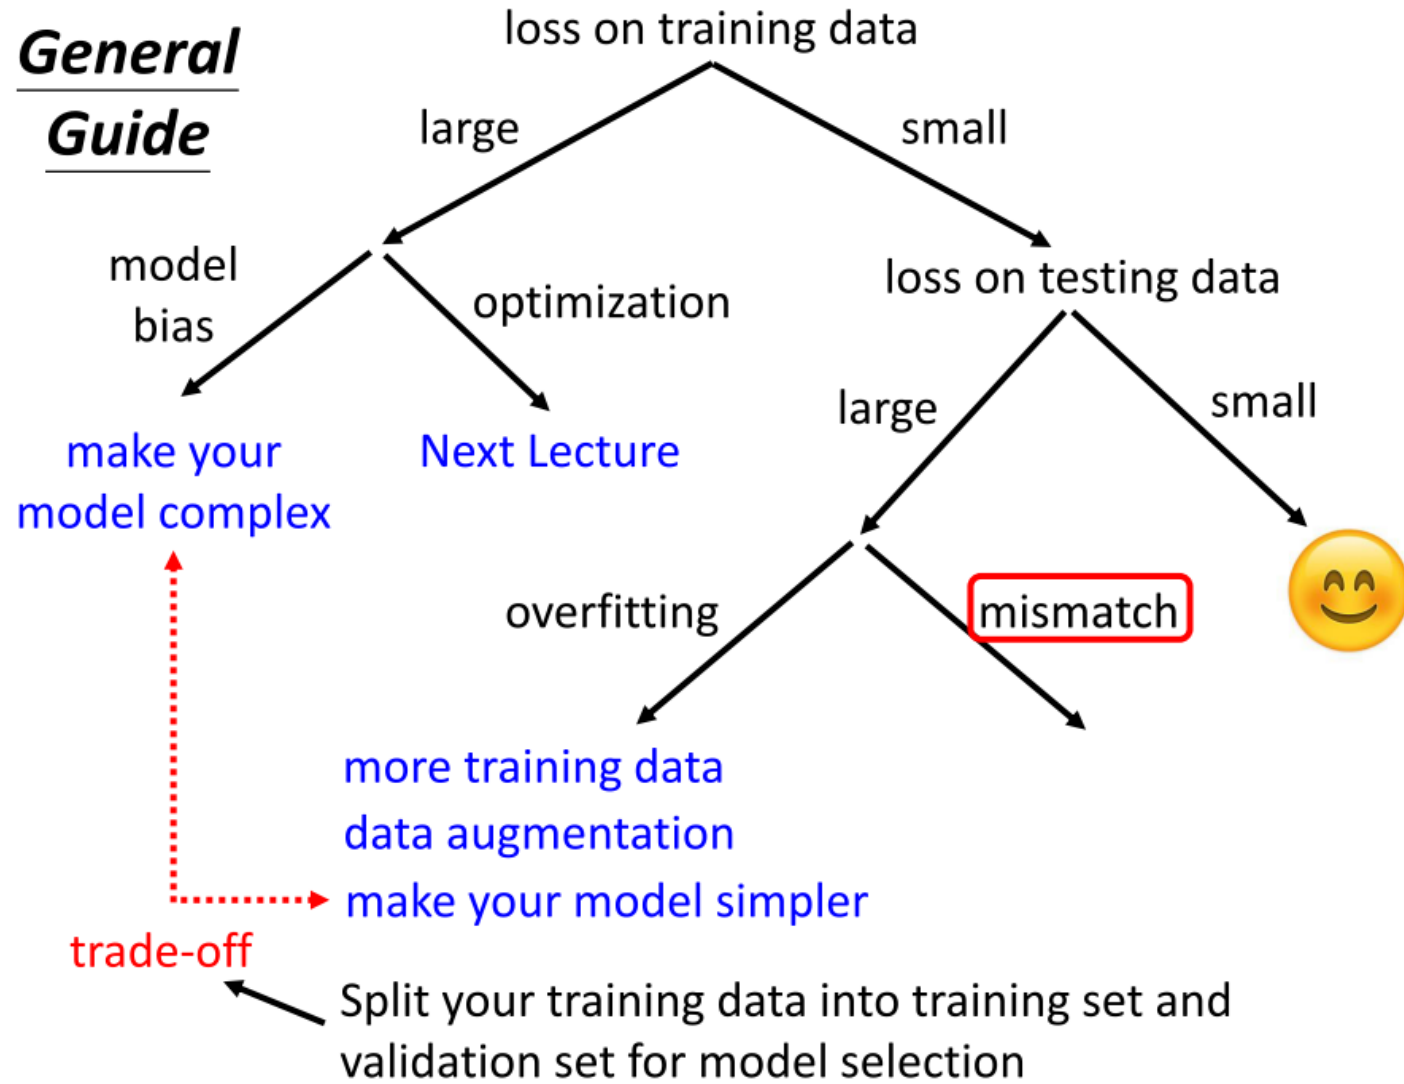 General
Guide
loss on training data
large
small
model
bias
optimization
loss on testing data
make your
model complex
Next Lecture
large
small
overfitting
mismatch
more training data
data augmentation
make your model simpler
trade-off
Split your training data into training set and
validation set for model selection